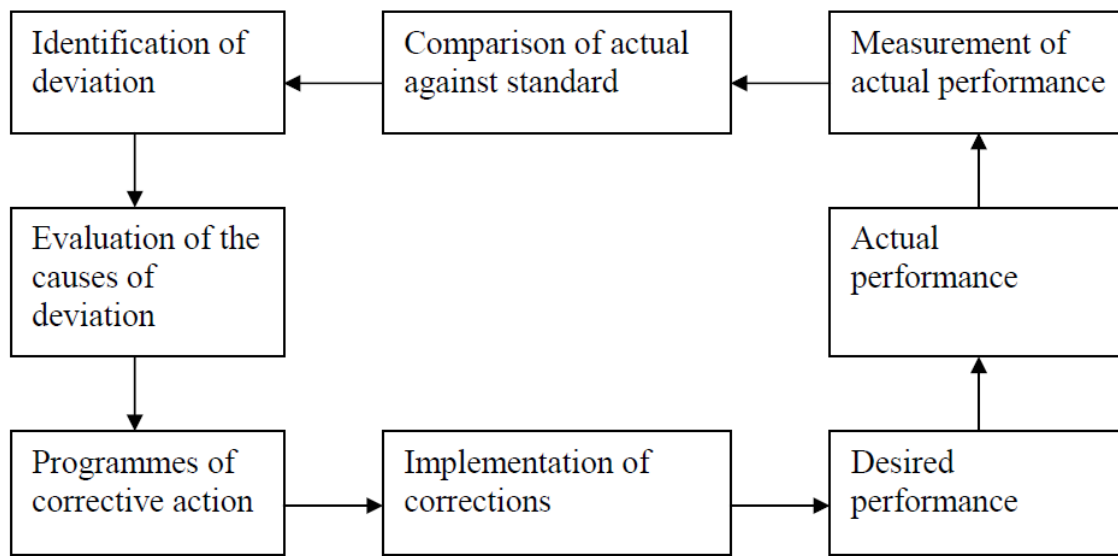 Identification of
deviation
Comparison of actual
against standard
Measurement of
actual performance
Evaluation of the
causes of
deviation
Actual
performance
Programmes of
corrective action
Implementation of
corrections
Desired
performance